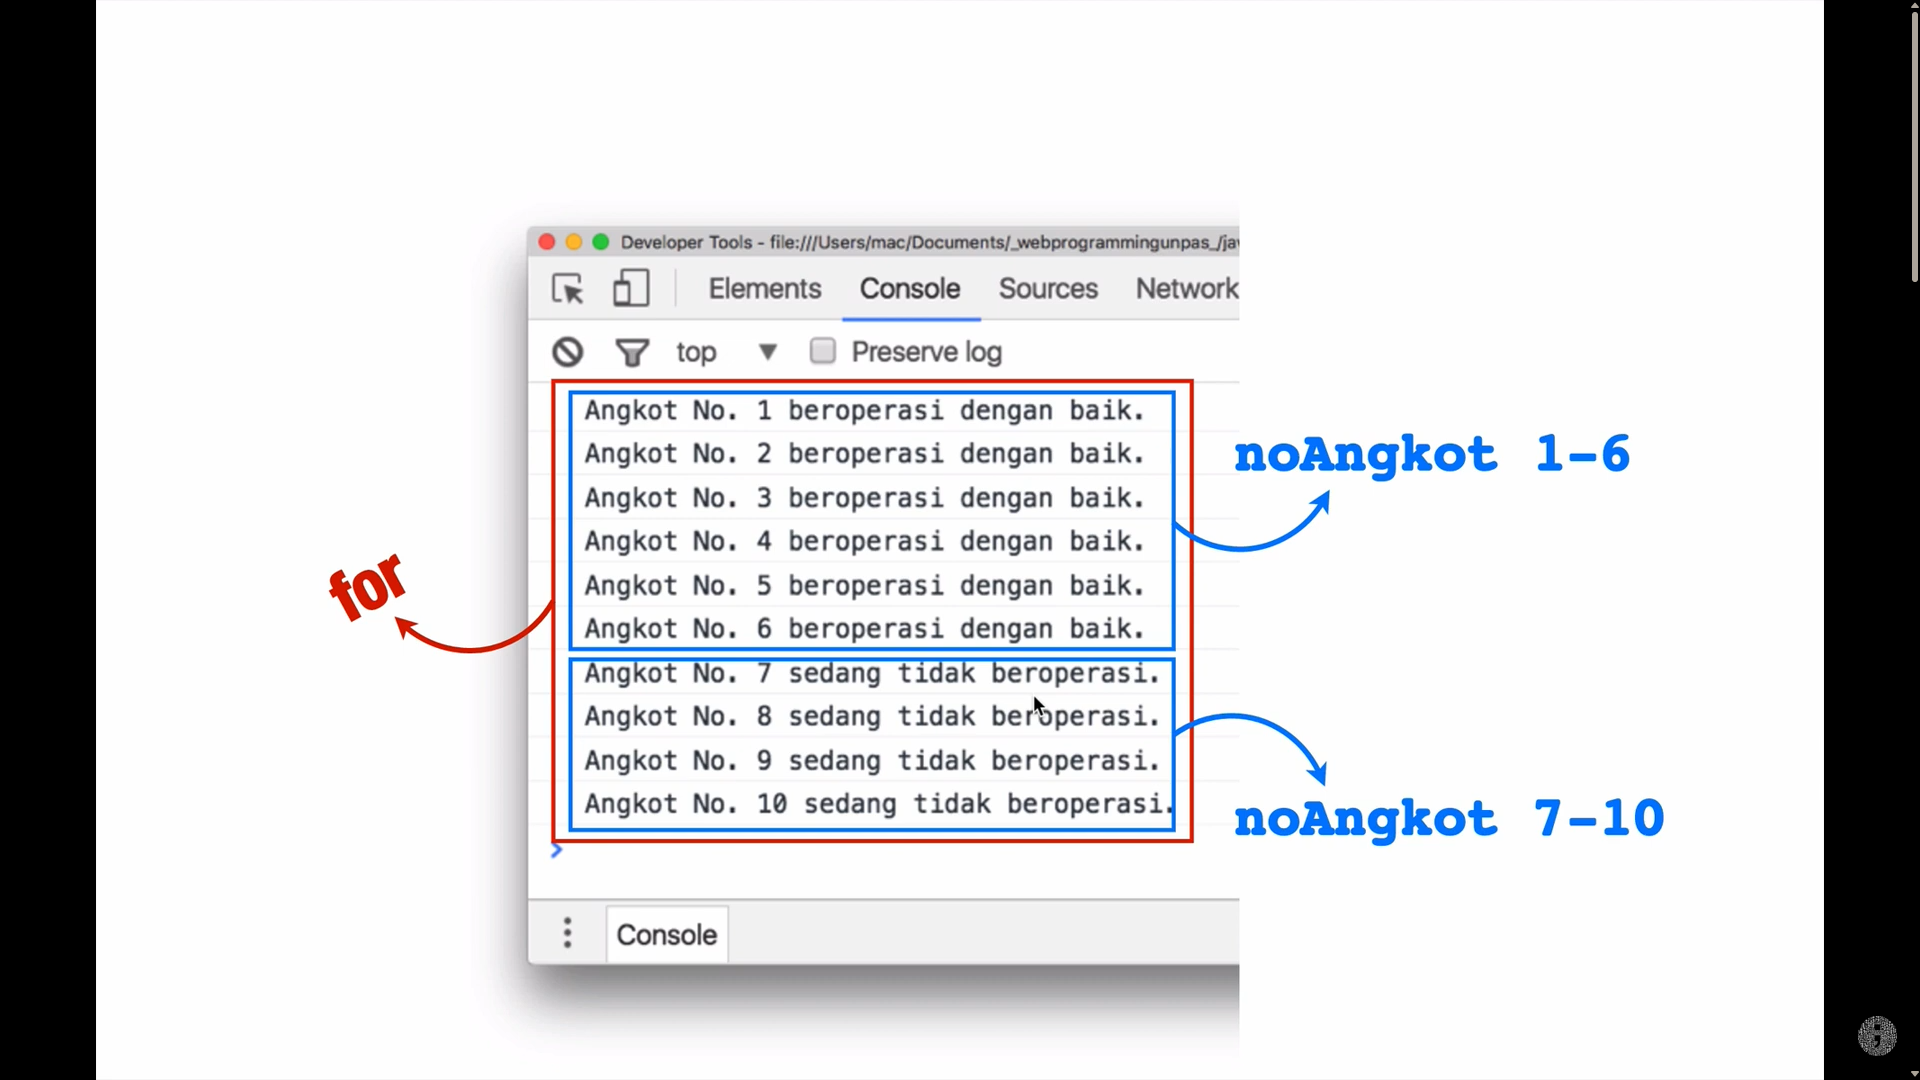 Developer Tools - file:///Users/mac/Documents/_webprogrammingunpas_/jav
Elements Console Sources Network
top Preserve log
Angkot No. 1 beroperasi dengan baik.
Angkot No. 2 beroperasi dengan baik.
Angkot No. 3 beroperasi dengan baik.
Angkot No. 4 beroperasi dengan baik.
Angkot No. 5 beroperasi dengan baik.
Angkot No. 6 beroperasi dengan baik.
Angkot No. 7 sedang tidak beroperasi.
Angkot No. 8 sedang tidak beroperasi.
Angkot No. 9 sedang tidak beroperasi.
Angkot No. 10 sedang tidak beroperasi.
Console
for
noAngkot 1-6
noAngkot 7-10